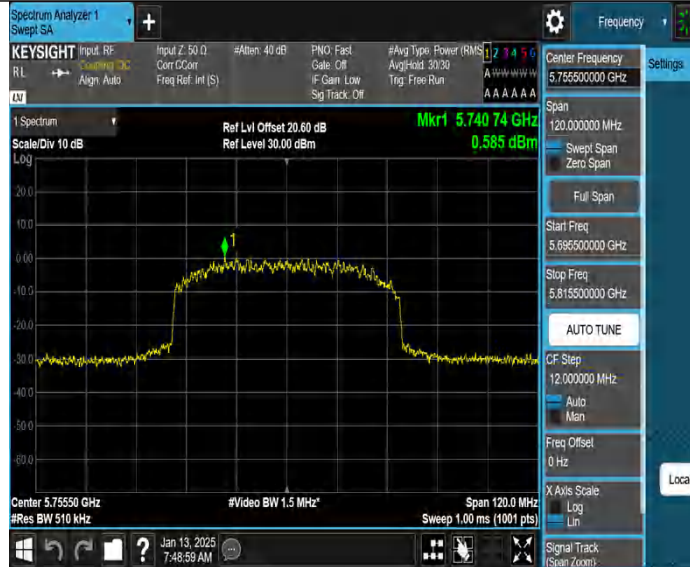 Spectrum Analyzer 1
Swept SA
+
Frequency
KEYSIGHT
RL
Input: RF
Coupling: DC
Align: Auto
Input Z: 50 Ω
Corr CCorr
Freq Ref: Int (S)
#Atten: 40 dB
PNO: Fast
Gate: Off
IF Gain: Low
Sig Track: Off
#Avg Type: Power (RMS)
Avg|Hold: 30/30
Trig: Free Run
1 2 3 4 5 6
A W W W W W
A A A A A A
LXI
1 Spectrum
Scale/Div 10 dB
Ref Lvl Offset 20.60 dB
Ref Level 30.00 dBm
Mkr1 5.740 74 GHz
0.585 dBm
Log
20.0
10.0
0.00
-10.0
-20.0
-30.0
-40.0
-50.0
-60.0
1
Center 5.75550 GHz
#Res BW 510 kHz
#Video BW 1.5 MHz*
Span 120.0 MHz
Sweep 1.00 ms (1001 pts)
?
Jan 13, 2025
7:48:59 AM
Center Frequency
5.755500000 GHz
Settings
Span
120.000000 MHz
Swept Span
Zero Span
Full Span
Start Freq
5.695500000 GHz
Stop Freq
5.815500000 GHz
AUTO TUNE
CF Step
12.000000 MHz
Auto
Man
Freq Offset
0 Hz
X Axis Scale
Log
Lin
Local
Signal Track
(Span Zoom)